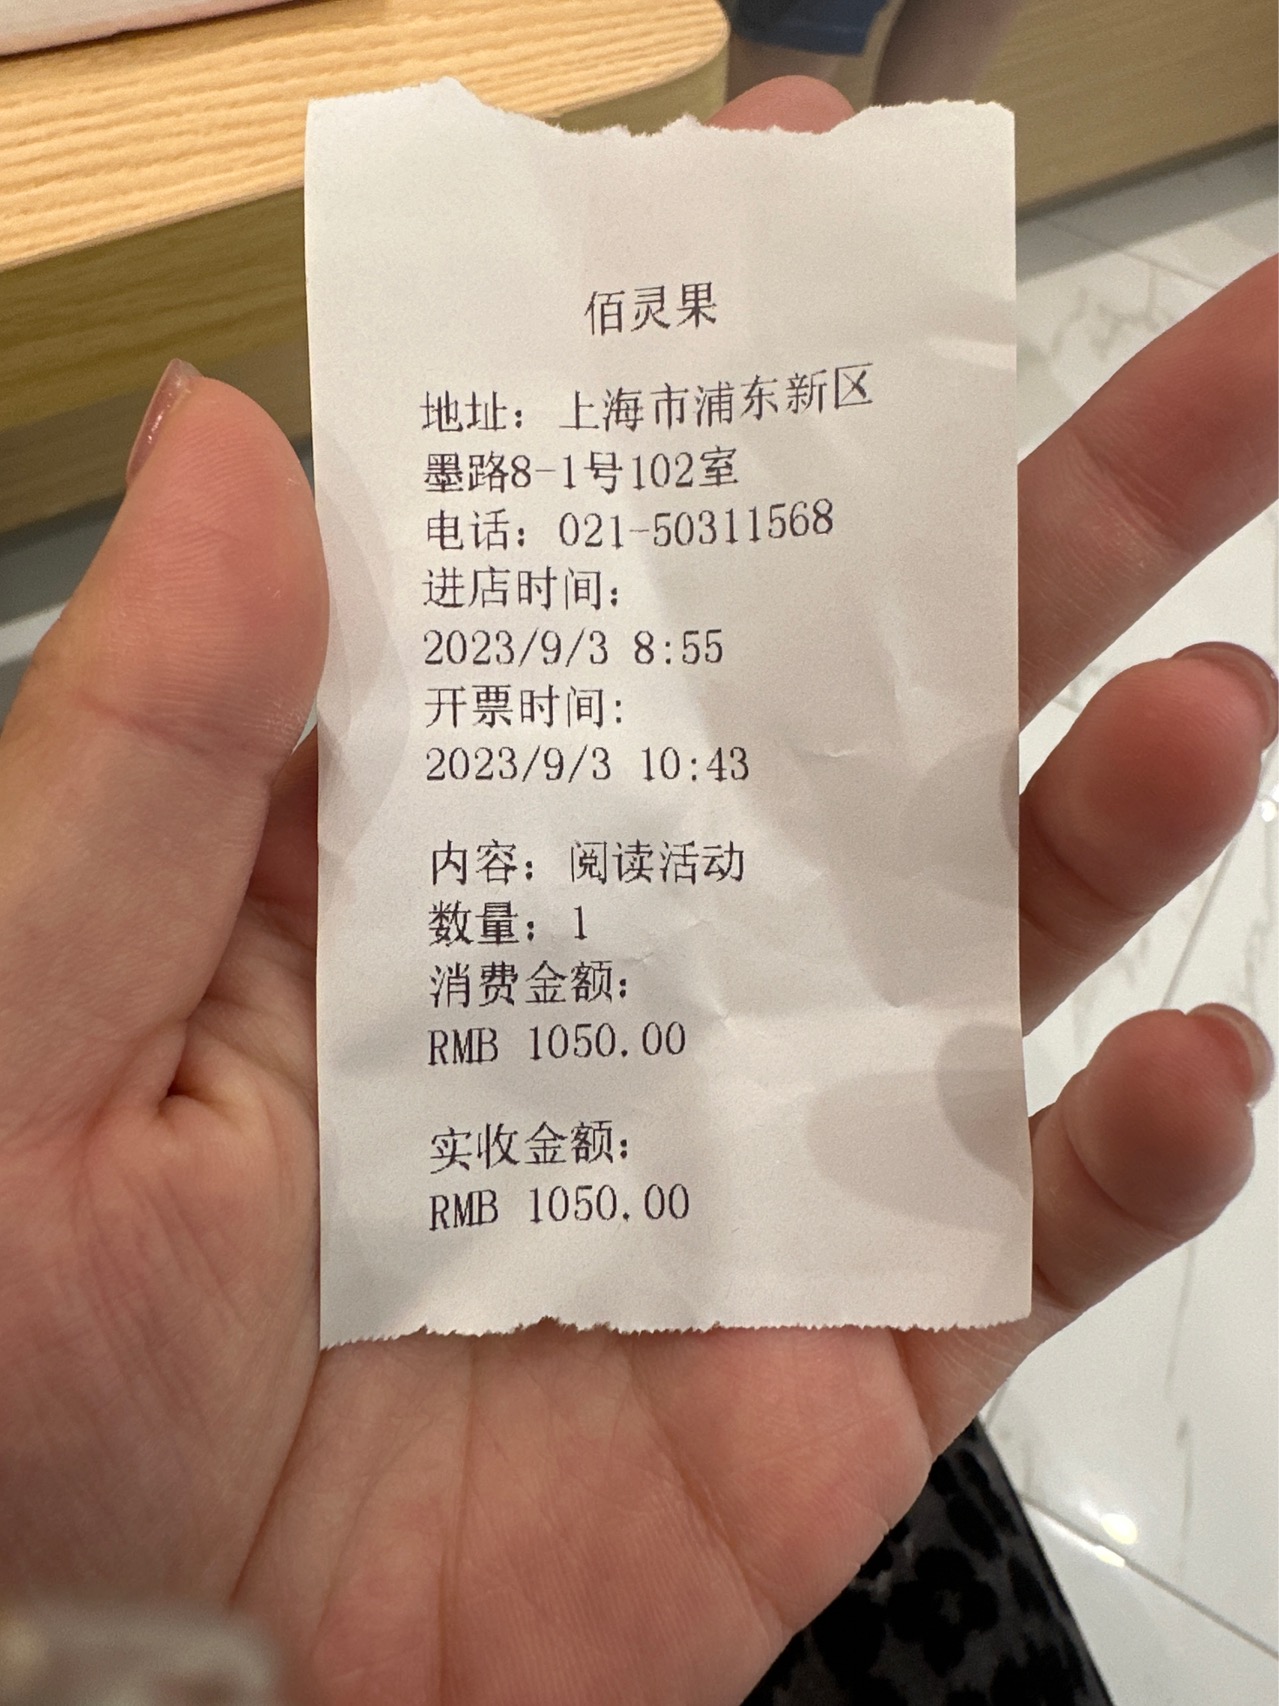 佰灵果
地址：上海市浦东新区
墨路8-1号102室
电话：021-50311568
进店时间：
2023/9/3 8:55
开票时间：
2023/9/3 10:43
内容：阅读活动
数量：1
消费金额：
RMB 1050.00
实收金额：
RMB 1050.00